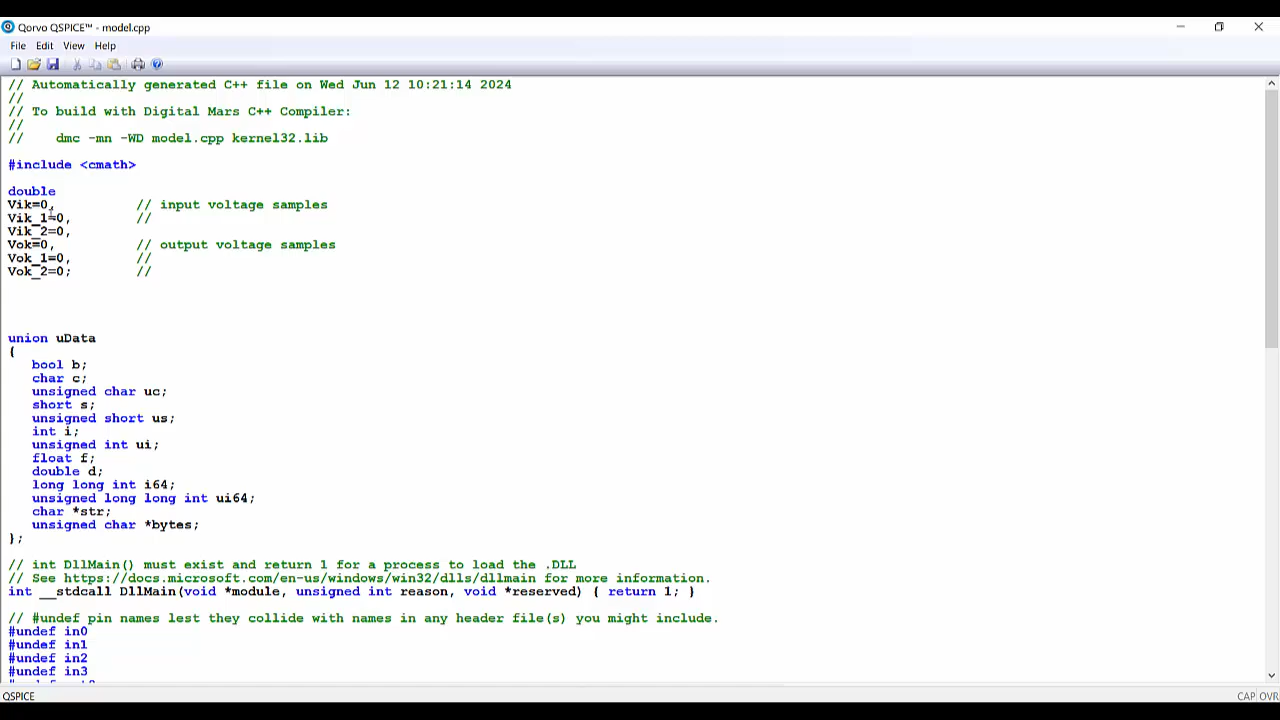 Qorvo QSPICE™ - model.cpp
File Edit View Help
// Automatically generated C++ file on Wed Jun 12 10:21:14 2024
//
// To build with Digital Mars C++ Compiler:
//
//    dmc -mn -WD model.cpp kernel32.lib
#include <cmath>
double
Vik=0,          // input voltage samples
Vik_1=0,        //
Vik_2=0,
Vok=0,          // output voltage samples
Vok_1=0,        //
Vok_2=0;        //
union uData
{
   bool b;
   char c;
   unsigned char uc;
   short s;
   unsigned short us;
   int i;
   unsigned int ui;
   float f;
   double d;
   long long int i64;
   unsigned long long int ui64;
   char *str;
   unsigned char *bytes;
};
// int DllMain() must exist and return 1 for a process to load the .DLL
// See https://docs.microsoft.com/en-us/windows/win32/dlls/dllmain for more information.
int __stdcall DllMain(void *module, unsigned int reason, void *reserved) { return 1; }
// #undef pin names lest they collide with names in any header file(s) you might include.
#undef in0
#undef in1
#undef in2
#undef in3
QSPICE
CAP OVR